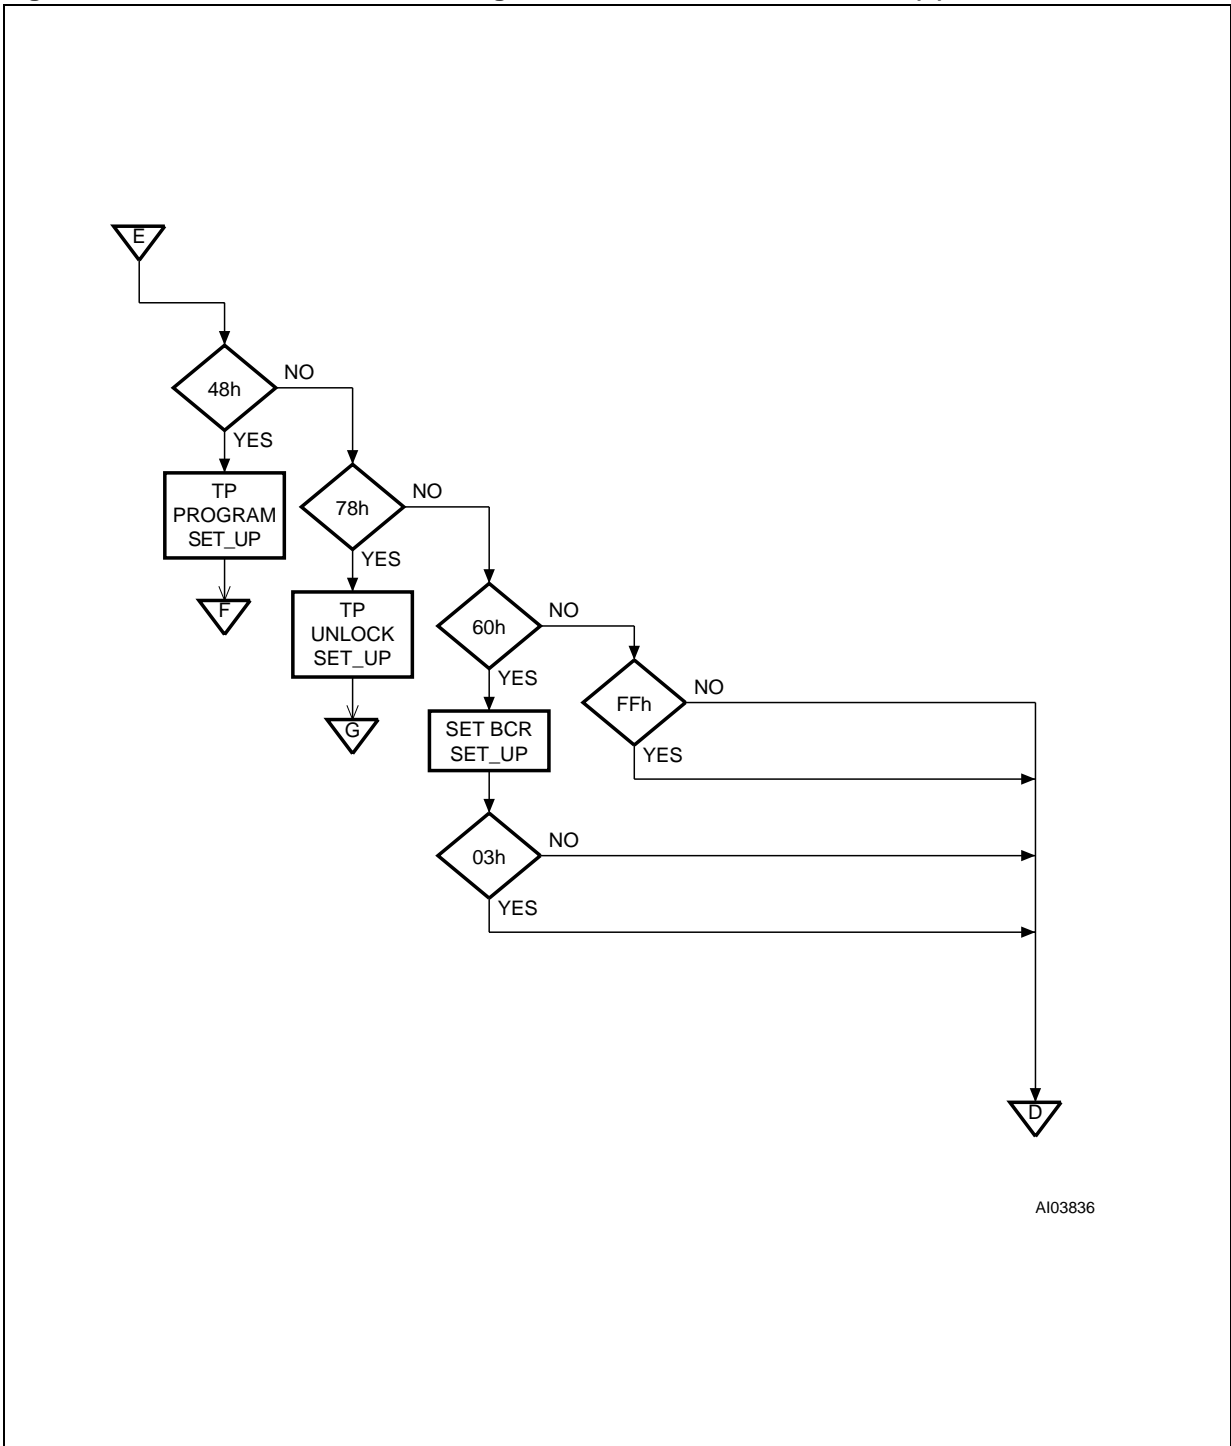 E
48h
NO
YES
TP
PROGRAM
SET_UP
F
78h
NO
YES
TP
UNLOCK
SET_UP
G
60h
NO
YES
SET BCR
SET_UP
FFh
NO
YES
03h
NO
YES
D
AI03836